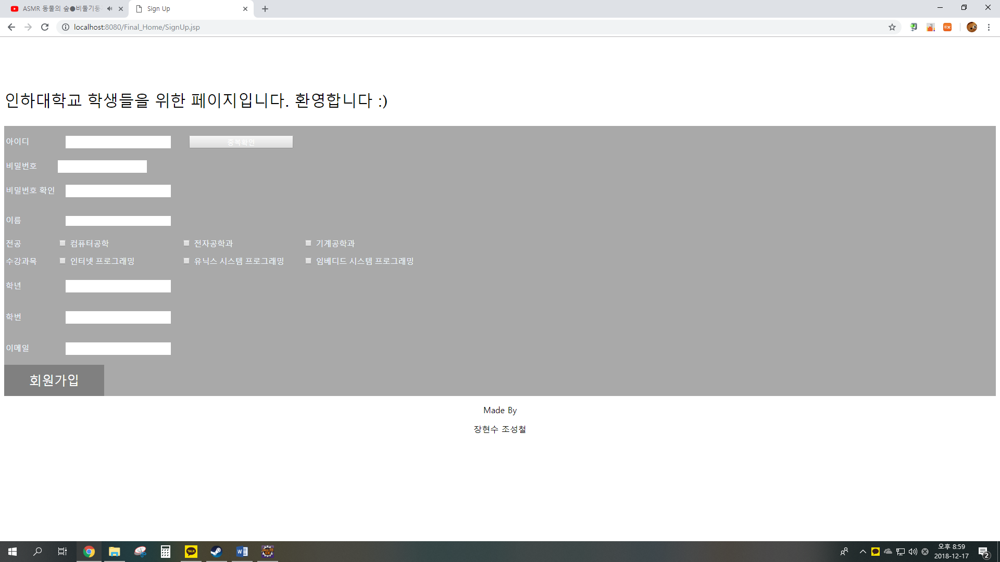 ASMR 동물의 숲●비둘기둥
Sign Up
localhost:8080/Final_Home/SignUp.jsp
인하대학교 학생들을 위한 페이지입니다. 환영합니다 :)
아이디 중복확인
비밀번호
비밀번호 확인
이름
전공 컴퓨터공학 전자공학과 기계공학과
수강과목 인터넷 프로그래밍 유닉스 시스템 프로그래밍 임베디드 시스템 프로그래밍
학년
학번
이메일
회원가입
Made By
장현수 조성철
TALK
오후 8:59
2018-12-17
2